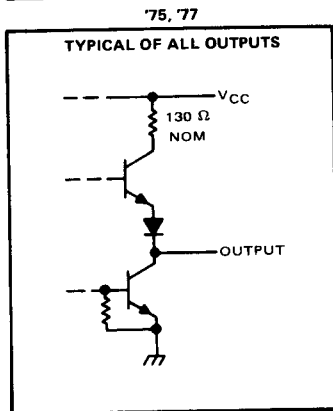 '75, '77
TYPICAL OF ALL OUTPUTS
VCC
130 Ω
NOM
OUTPUT